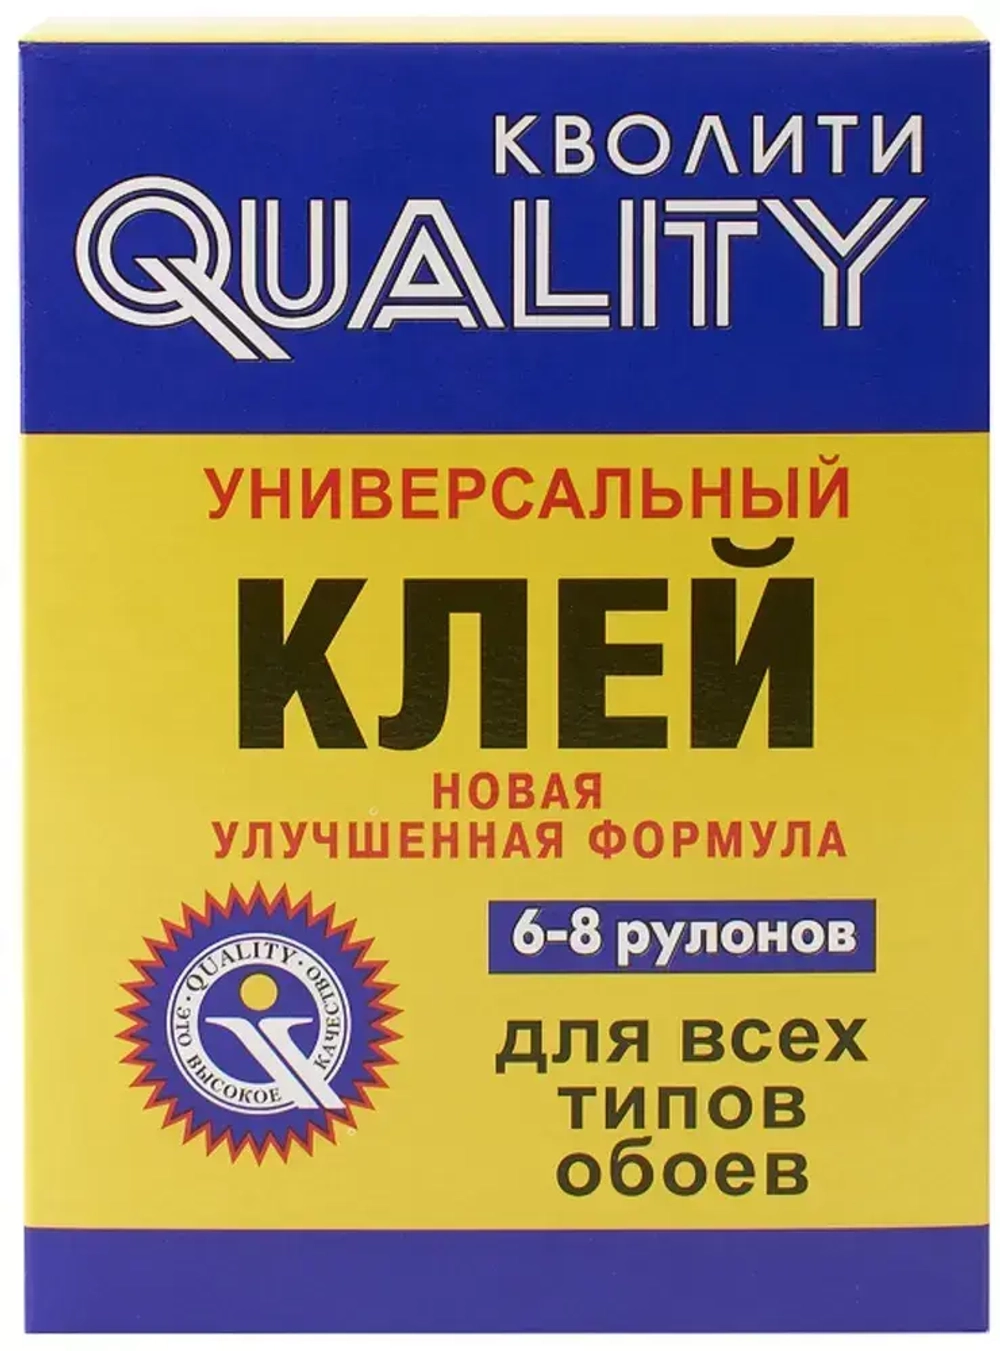 КВОЛИТИ
QUALITY
УНИВЕРСАЛЬНЫЙ
КЛЕЙ
НОВАЯ
УЛУЧШЕННАЯ ФОРМУЛА
6-8 рулонов
для всех
типов
обоев
· QUALITY · ЭТО ВЫСОКОЕ КАЧЕСТВО